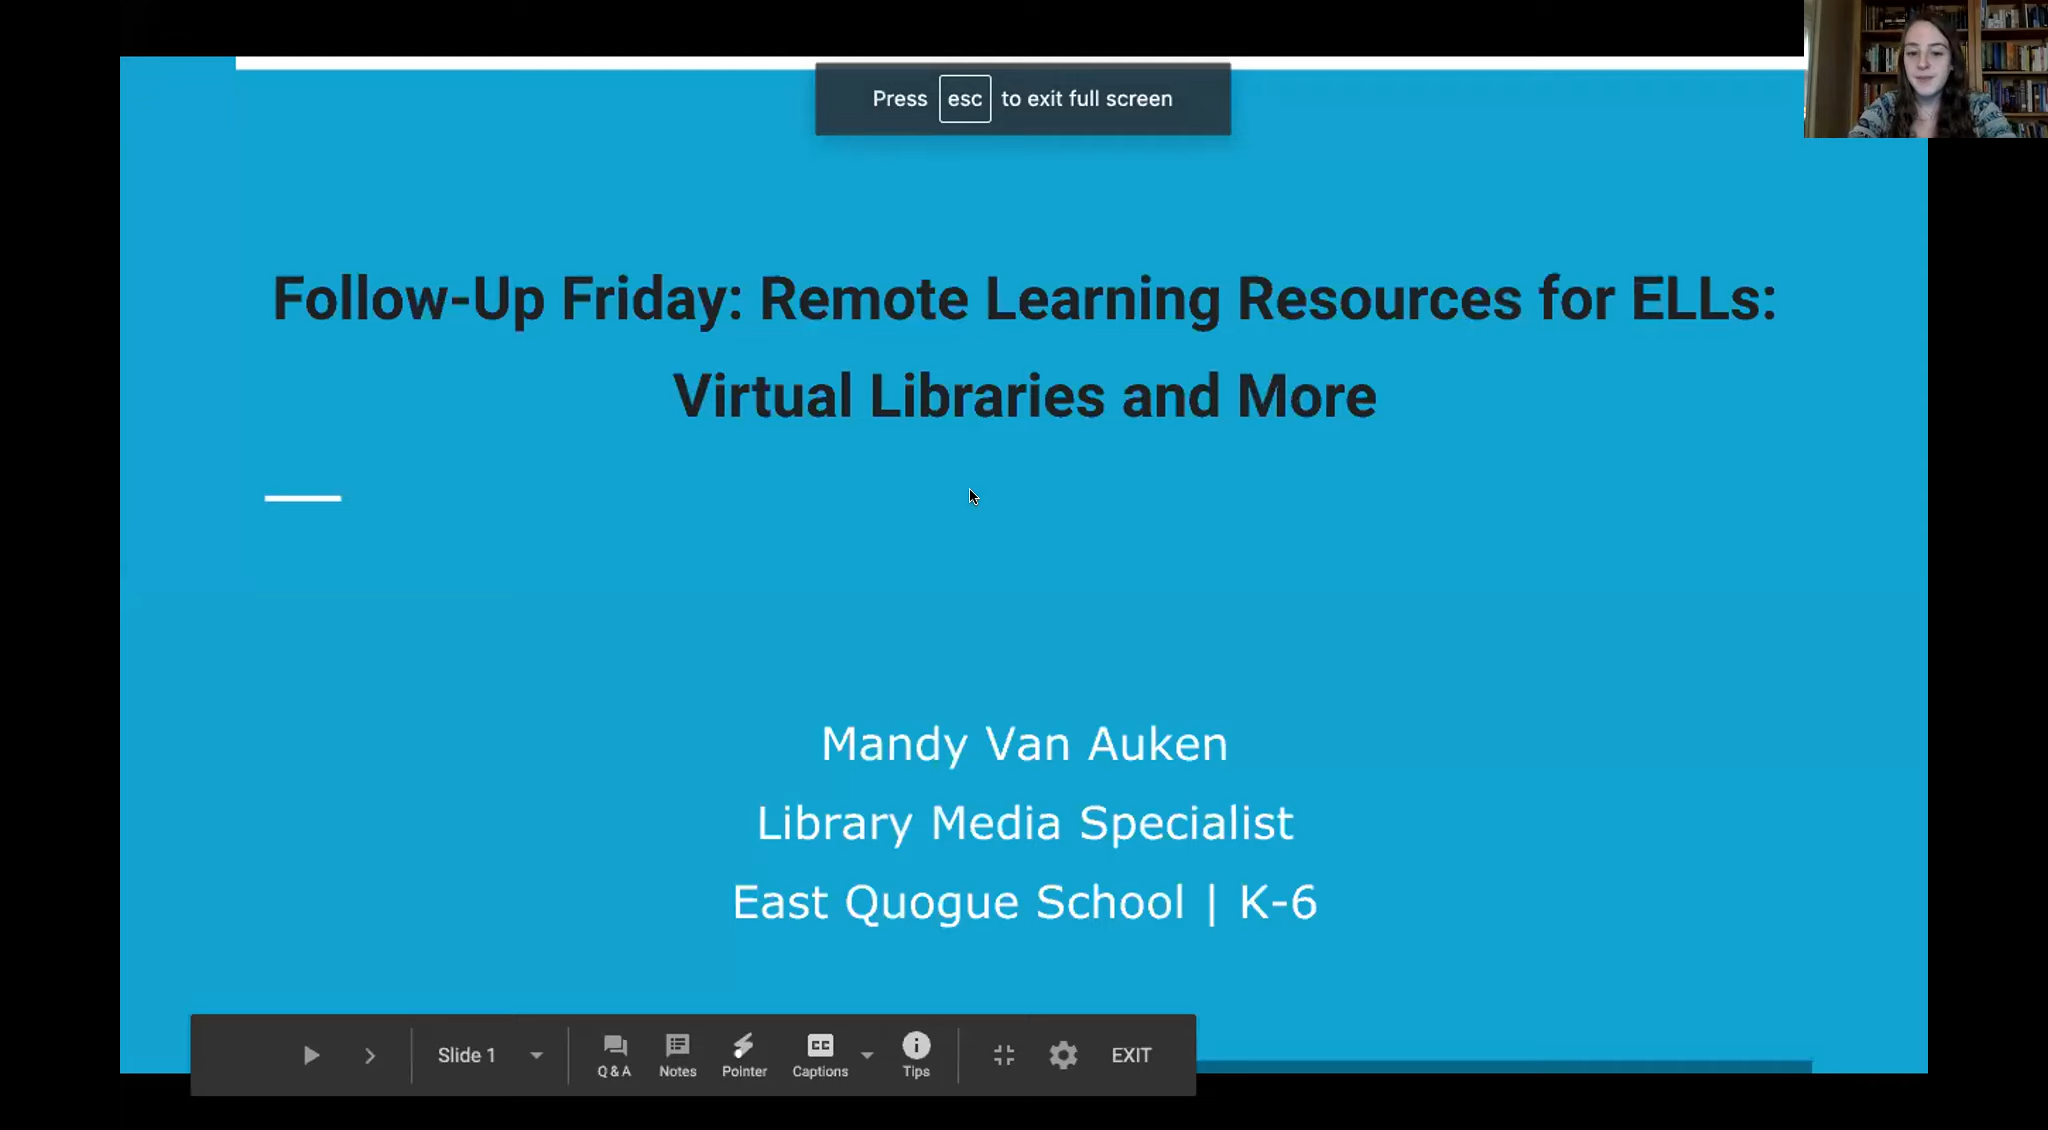 Press esc to exit full screen
Follow-Up Friday: Remote Learning Resources for ELLs:
Virtual Libraries and More
Mandy Van Auken
Library Media Specialist
East Quogue School | K-6
Slide 1
Q & A
Notes
Pointer
CC
Captions
Tips
EXIT